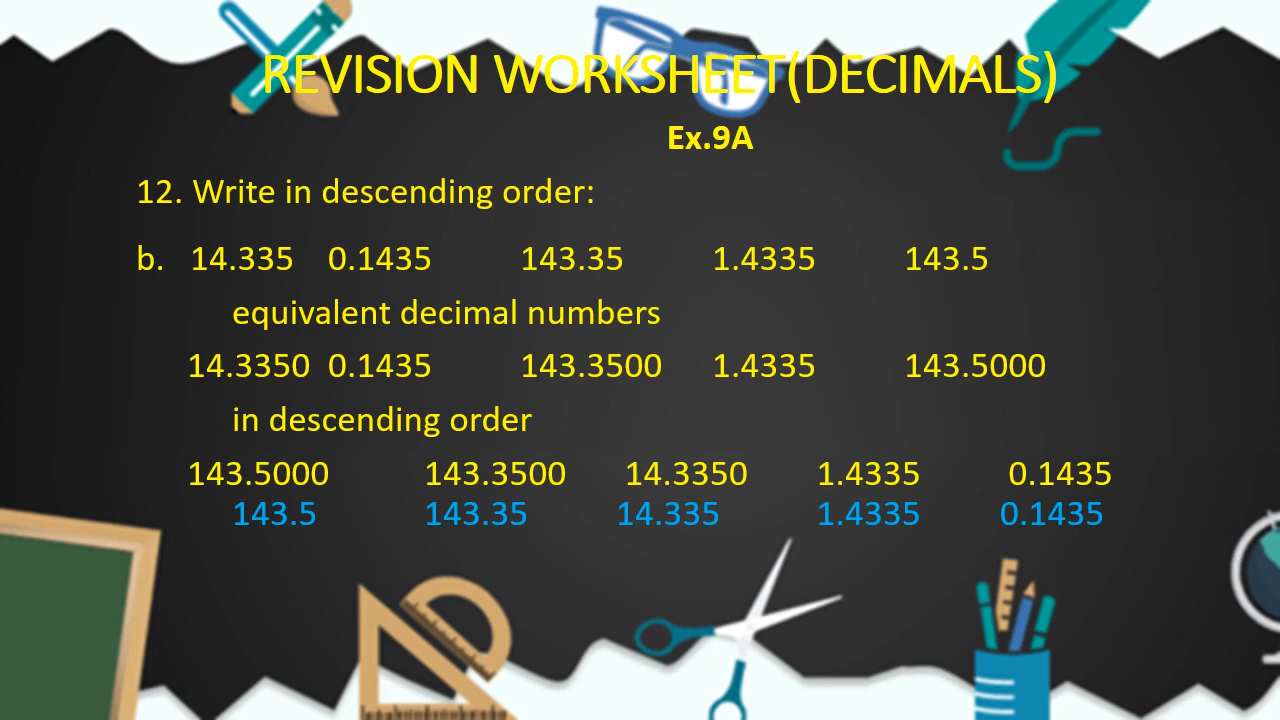 REVISION WORKSHEET(DECIMALS)
Ex.9A
12. Write in descending order:
b. 14.335 0.1435 143.35 1.4335 143.5
equivalent decimal numbers
14.3350 0.1435 143.3500 1.4335 143.5000
in descending order
143.5000 143.3500 14.3350 1.4335 0.1435
143.5 143.35 14.335 1.4335 0.1435